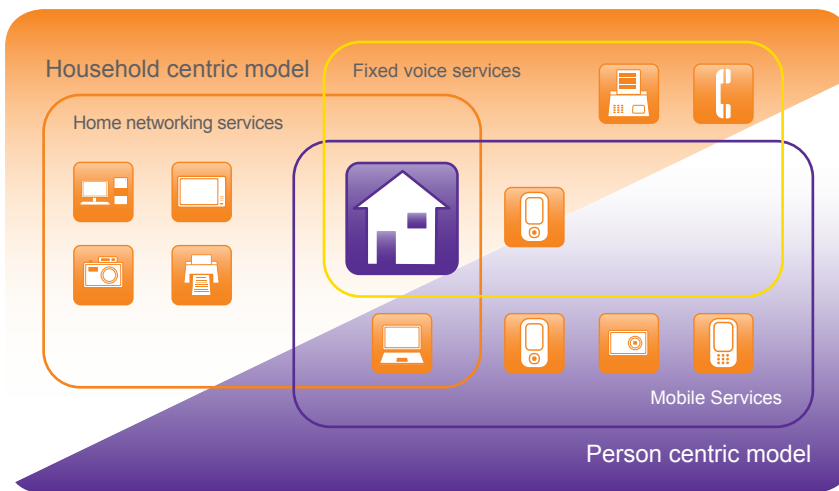 Household centric model
Fixed voice services
Home networking services
Mobile Services
Person centric model